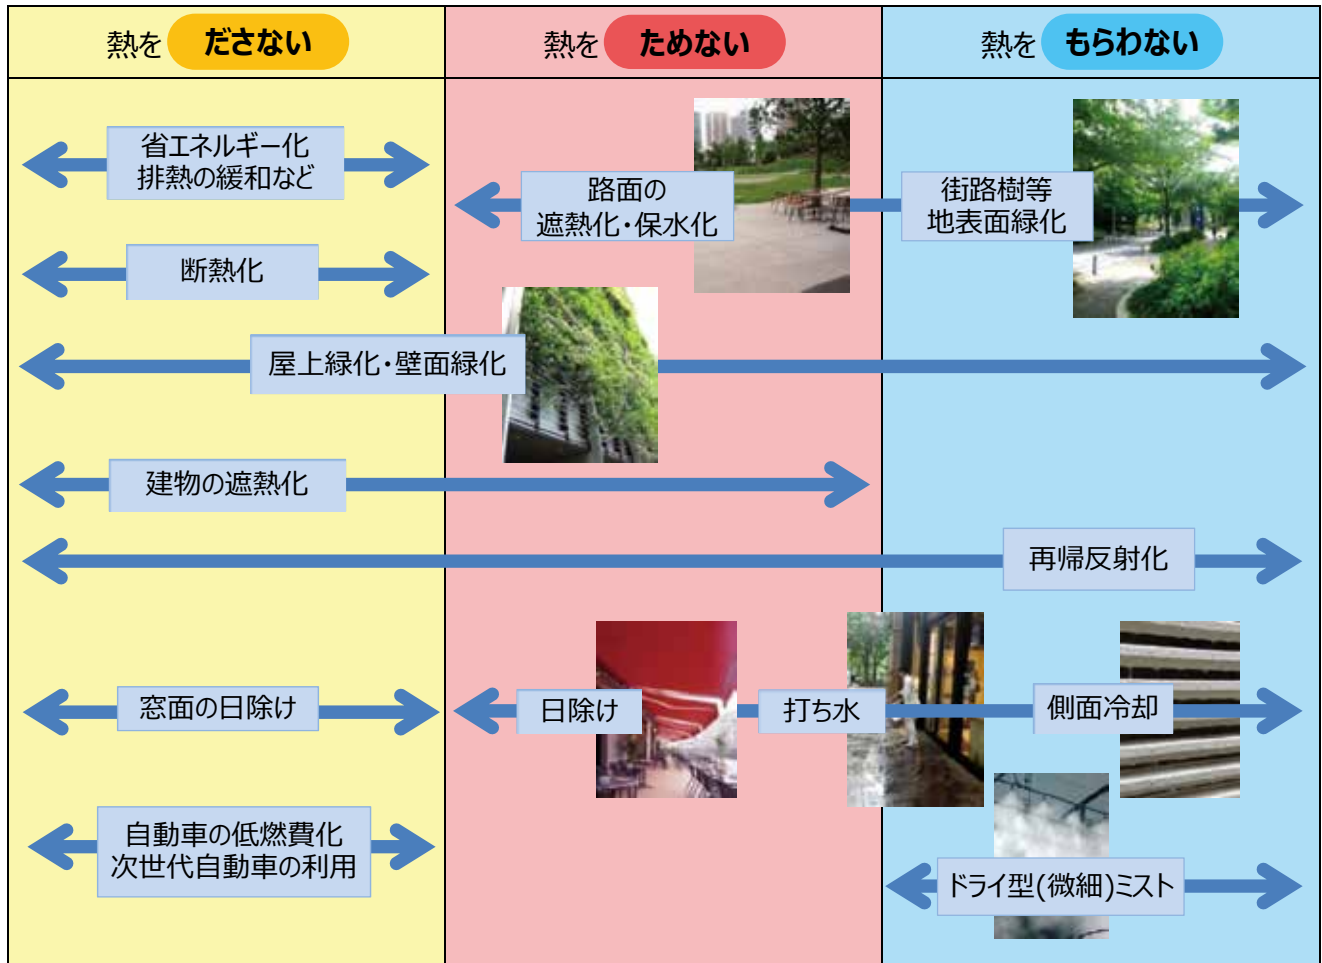 熱を ださない
熱を ためない
熱を もらわない
省エネルギー化
排熱の緩和など
路面の
遮熱化・保水化
街路樹等
地表面緑化
断熱化
屋上緑化・壁面緑化
建物の遮熱化
再帰反射化
窓面の日除け
日除け
打ち水
側面冷却
自動車の低燃費化
次世代自動車の利用
ドライ型(微細)ミスト